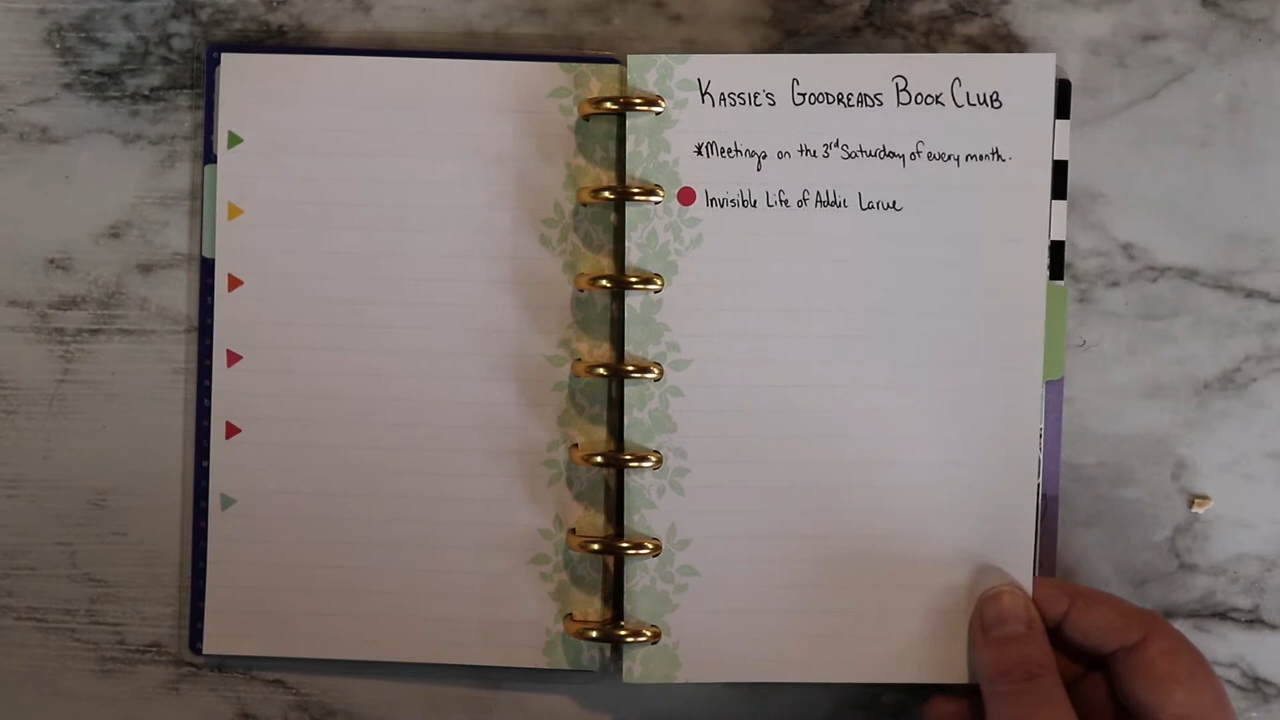 KASSIE'S GOODREADS BOOK CLUB
*Meetings on the 3rd Saturday of every month.
Invisible Life of Addie Larue